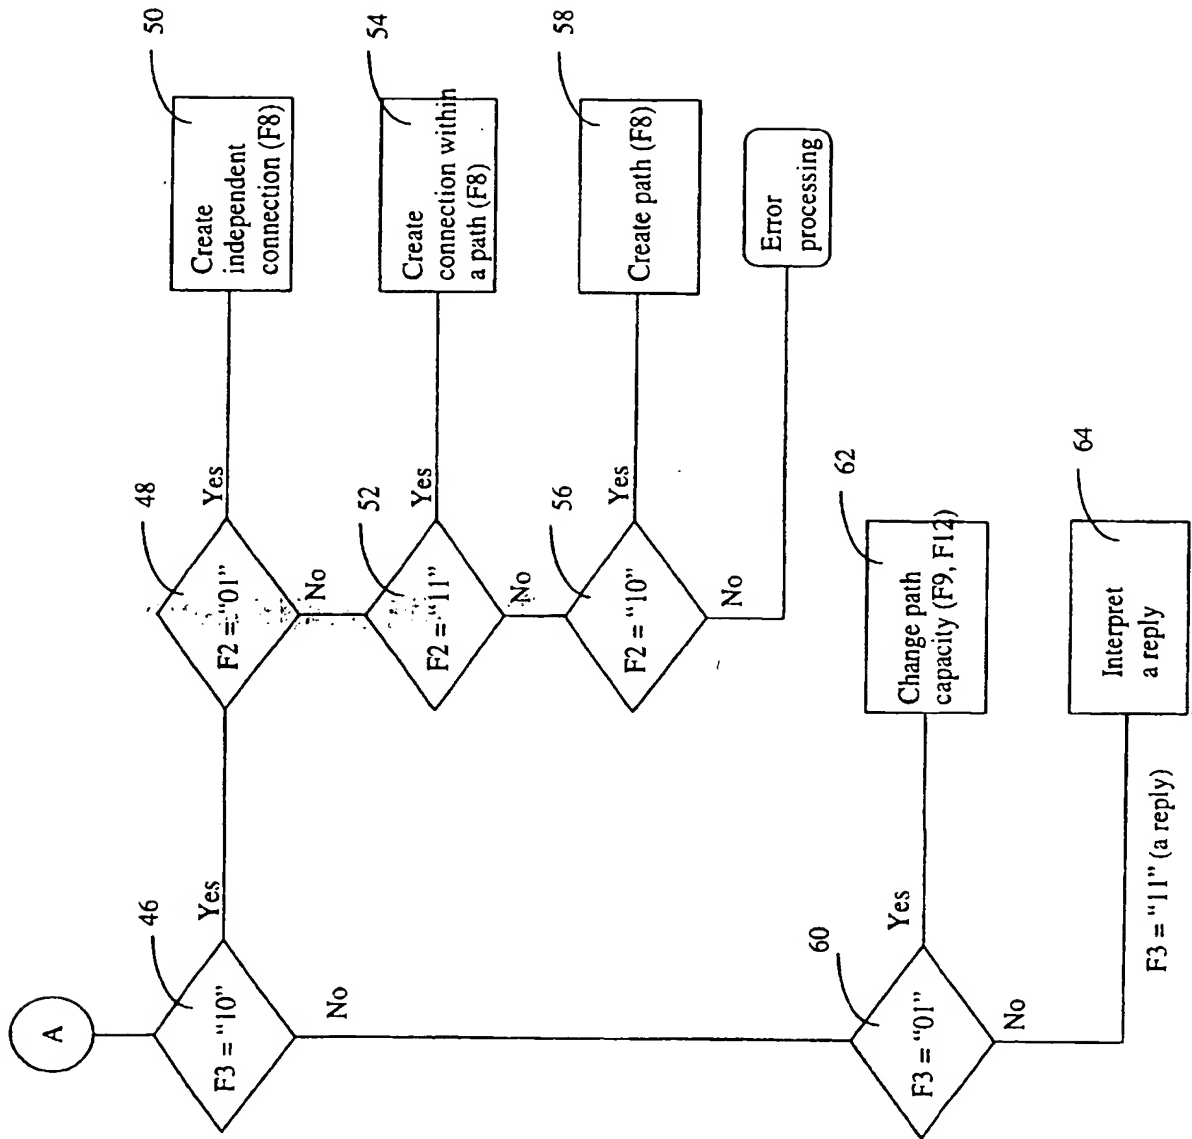 A
46
F3 = “10”
Yes
No
48
F2 = “01”
Yes
No
50
Create
independent
connection (F8)
52
F2 = “11”
Yes
No
54
Create
connection within
a path (F8)
56
F2 = “10”
Yes
No
58
Create path (F8)
Error
processing
60
F3 = “01”
Yes
No
62
Change path
capacity (F9, F12)
F3 = “11” (a reply)
64
Interpret
a reply